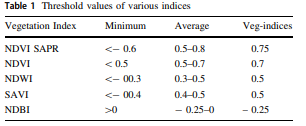 Table 1 Threshold values of various indices
Vegetation Index Minimum Average Veg-indices
NDVI SAPR <− 0.6 0.5–0.8 0.75
NDVI < 0.5 0.5–0.7 0.7
NDWI <− 00.3 0.3–0.5 0.5
SAVI <− 00.4 0.4–0.5 0.5
NDBI >0 − 0.25–0 − 0.25